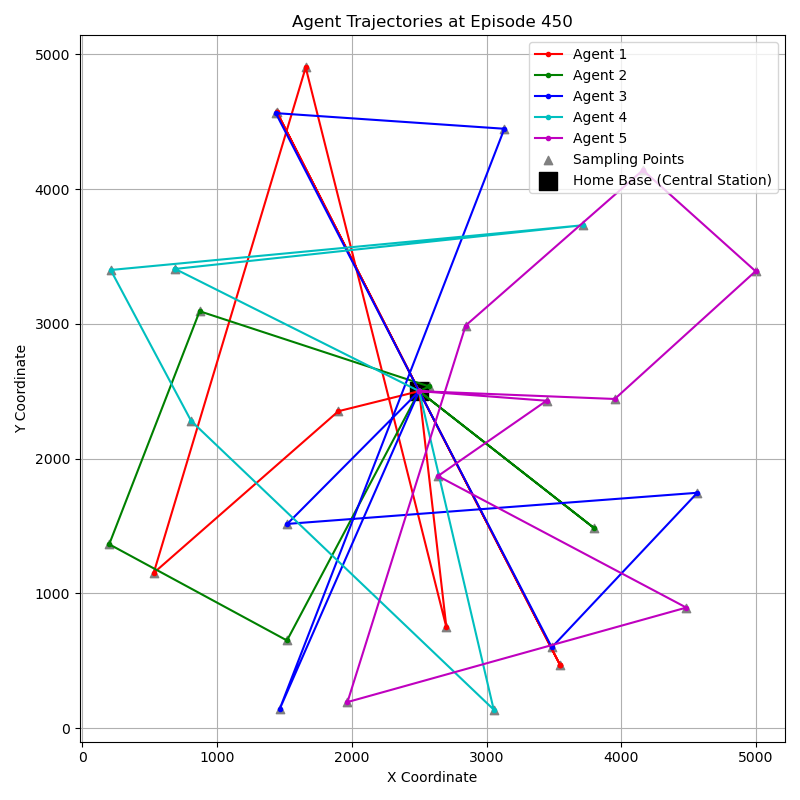 Agent Trajectories at Episode 450
Agent 1
Agent 2
Agent 3
Agent 4
Agent 5
Sampling Points
Home Base (Central Station)
Y Coordinate
5000
4000
3000
2000
1000
0
0 1000 2000 3000 4000 5000
X Coordinate